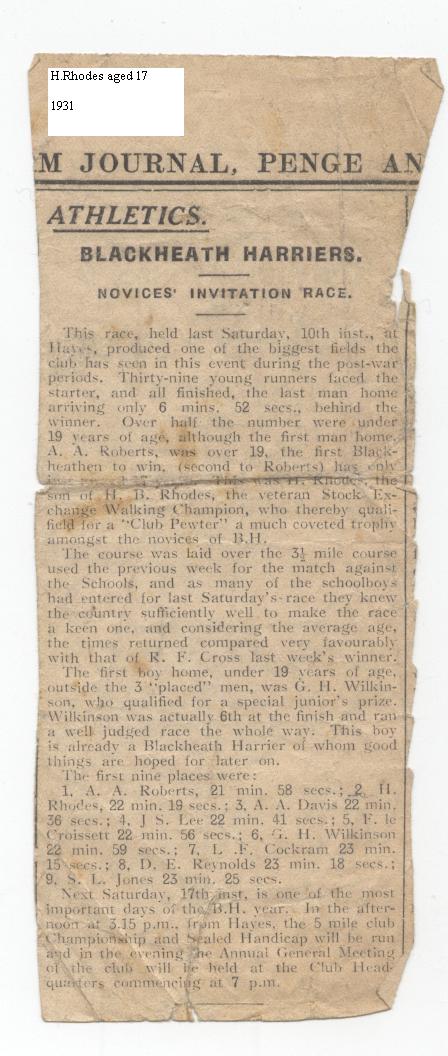 H.Rhodes aged 17
1931
M JOURNAL, PENGE AN
ATHLETICS.
BLACKHEATH HARRIERS.
NOVICES' INVITATION RACE.
This race, held last Saturday, 10th inst., at
Hayes, produced one of the biggest fields the
club has seen in this event during the post-war
periods. Thirty-nine young runners faced the
starter, and all finished, the last man home
arriving only 6 mins. 52 secs., behind the
winner. Over half the number were under
19 years of age, although the first man home,
A. A. Roberts, was over 19, the first Black-
heathen to win, (second to Roberts) has only
This was H. Rhodes, the
son of H. B. Rhodes, the veteran Stock Ex-
change Walking Champion, who thereby quali-
field for a "Club Pewter" a much coveted trophy
amongst the novices of B.H.
The course was laid over the 3½ mile course
used the previous week for the match against
the Schools, and as many of the schoolboys
had entered for last Saturday's race they knew
the country sufficiently well to make the race
a keen one, and considering the average age,
the times returned compared very favourably
with that of R. F. Cross last week's winner.
The first boy home, under 19 years of age,
outside the 3 "placed" men, was G. H. Wilkin-
son, who qualified for a special junior's prize.
Wilkinson was actually 6th at the finish and ran
a well judged race the whole way. This boy
is already a Blackheath Harrier of whom good
things are hoped for later on.
The first nine places were:
1, A. A. Roberts, 21 min. 58 secs.; 2, H.
Rhodes, 22 min. 19 secs.; 3, A. A. Davis 22 min.
36 secs.; 4, J S. Lee 22 min. 41 secs.; 5, F. le
Croissett 22 min. 56 secs.; 6, G. H. Wilkinson
22 min. 59 secs.; 7, L .F. Cockram 23 min.
15 secs.; 8, D. E. Reynolds 23 min. 18 secs.;
9, S. L. Jones 23 min. 25 secs.
Next Saturday, 17th inst, is one of the most
important days of the B.H. year. In the after-
noon at 3.15 p.m., from Hayes, the 5 mile club
Championship and Sealed Handicap will be run
and in the evening the Annual General Meeting
of the club will be held at the Club Head-
quarters commencing at 7 p.m.